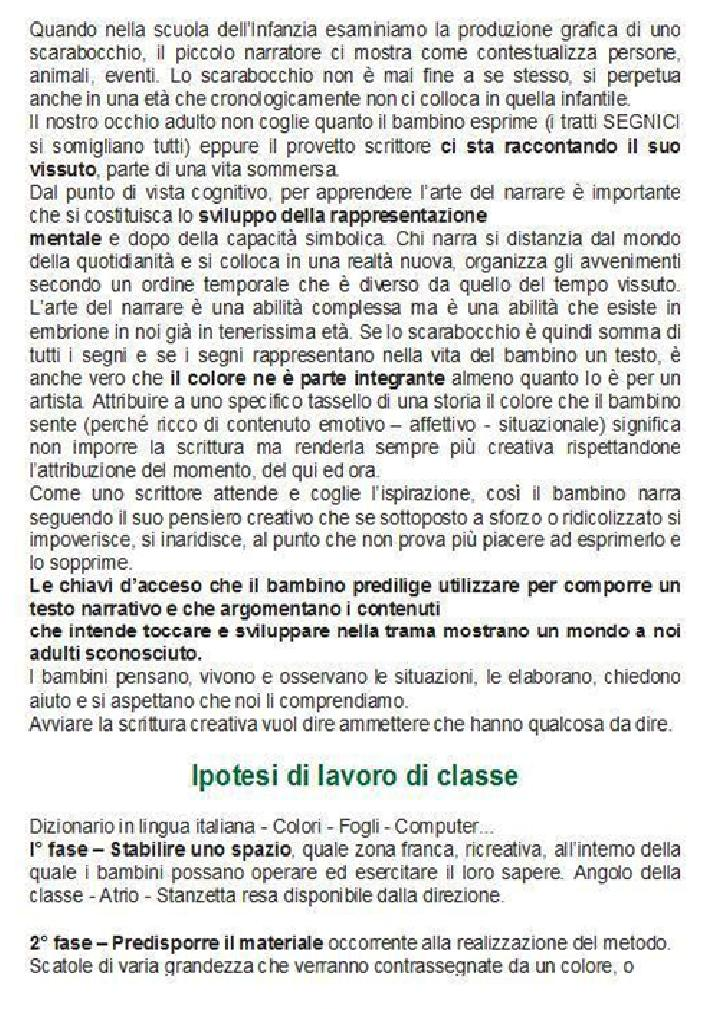 Quando nella scuola dell'Infanzia esaminiamo la produzione grafica di uno
scarabocchio, il piccolo narratore ci mostra come contestualizza persone,
animali, eventi. Lo scarabocchio non è mai fine a se stesso, si perpetua
anche in una età che cronologicamente non ci colloca in quella infantile.
Il nostro occhio adulto non coglie quanto il bambino esprime (i tratti SEGNICI
si somigliano tutti) eppure il provetto scrittore ci sta raccontando il suo
vissuto, parte di una vita sommersa.
Dal punto di vista cognitivo, per apprendere l'arte del narrare è importante
che si costituisca lo sviluppo della rappresentazione
mentale e dopo della capacità simbolica. Chi narra si distanzia dal mondo
della quotidianità e si colloca in una realtà nuova, organizza gli avvenimenti
secondo un ordine temporale che è diverso da quello del tempo vissuto.
L'arte del narrare è una abilità complessa ma è una abilità che esiste in
embrione in noi già in tenerissima età. Se lo scarabocchio è quindi somma di
tutti i segni e se i segni rappresentano nella vita del bambino un testo, è
anche vero che il colore ne è parte integrante almeno quanto lo è per un
artista. Attribuire a uno specifico tassello di una storia il colore che il bambino
sente (perché ricco di contenuto emotivo – affettivo - situazionale) significa
non imporre la scrittura ma renderla sempre più creativa rispettandone
l'attribuzione del momento, del qui ed ora.
Come uno scrittore attende e coglie l'ispirazione, così il bambino narra
seguendo il suo pensiero creativo che se sottoposto a sforzo o ridicolizzato si
impoverisce, si inaridisce, al punto che non prova più piacere ad esprimerlo e
lo sopprime.
Le chiavi d'accesso che il bambino predilige utilizzare per comporre un
testo narrativo e che argomentano i contenuti
che intende toccare e sviluppare nella trama mostrano un mondo a noi
adulti sconosciuto.
I bambini pensano, vivono e osservano le situazioni, le elaborano, chiedono
aiuto e si aspettano che noi li comprendiamo.
Avviare la scrittura creativa vuol dire ammettere che hanno qualcosa da dire.
Ipotesi di lavoro di classe
Dizionario in lingua italiana - Colori - Fogli - Computer...
I° fase – Stabilire uno spazio, quale zona franca, ricreativa, all'interno della
quale i bambini possano operare ed esercitare il loro sapere. Angolo della
classe - Atrio - Stanzetta resa disponibile dalla direzione.
2° fase – Predisporre il materiale occorrente alla realizzazione del metodo.
Scatole di varia grandezza che verranno contrassegnate da un colore, o